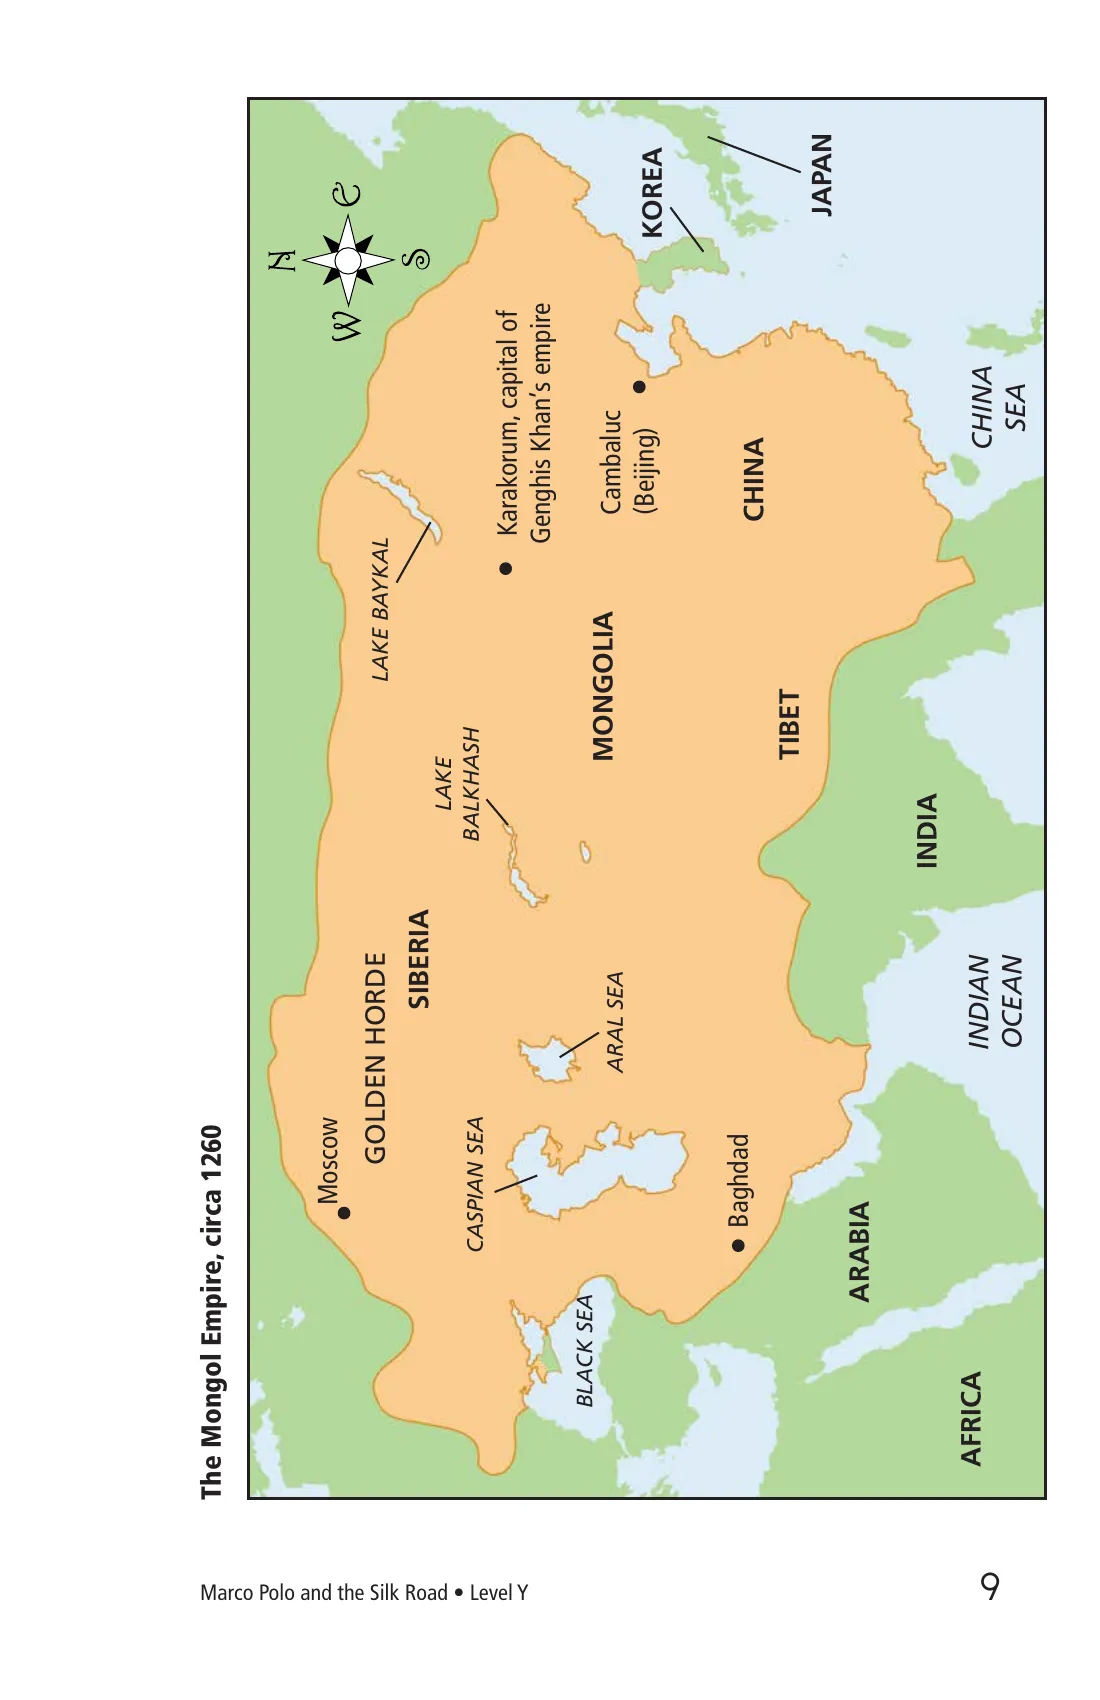 The Mongol Empire, circa 1260
N
W
E
S
Moscow
GOLDEN HORDE
SIBERIA
LAKE BAYKAL
LAKE
BALKHASH
Karakorum, capital of
Genghis Khan's empire
CASPIAN SEA
ARAL SEA
BLACK SEA
MONGOLIA
Cambaluc
(Beijing)
KOREA
JAPAN
Baghdad
TIBET
CHINA
ARABIA
INDIA
AFRICA
INDIAN
OCEAN
CHINA
SEA
Marco Polo and the Silk Road • Level Y
9